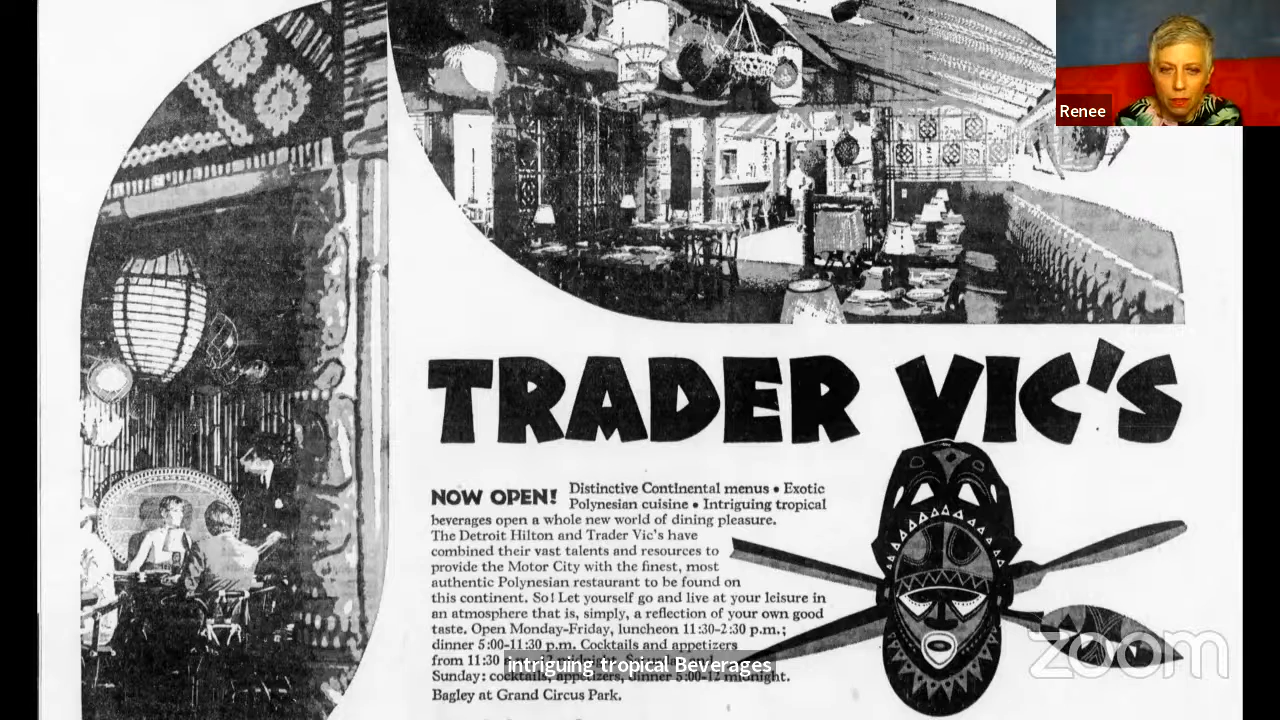 Renee
TRADER VIC'S
NOW OPEN! Distinctive Continental menus • Exotic
Polynesian cuisine • Intriguing tropical
beverages open a whole new world of dining pleasure.
The Detroit Hilton and Trader Vic's have
combined their vast talents and resources to
provide the Motor City with the finest, most
authentic Polynesian restaurant to be found on
this continent. So! Let yourself go and live at your leisure in
an atmosphere that is, simply, a reflection of your own good
taste. Open Monday-Friday, luncheon 11:30-2:30 p.m.;
dinner 5:00-11:30 p.m. Cocktails and appetizers
from 11:30
intriguing tropical Beverages
Sunday: cocktails, appetizers, dinner 5:00-12 midnight.
Bagley at Grand Circus Park.
zoom